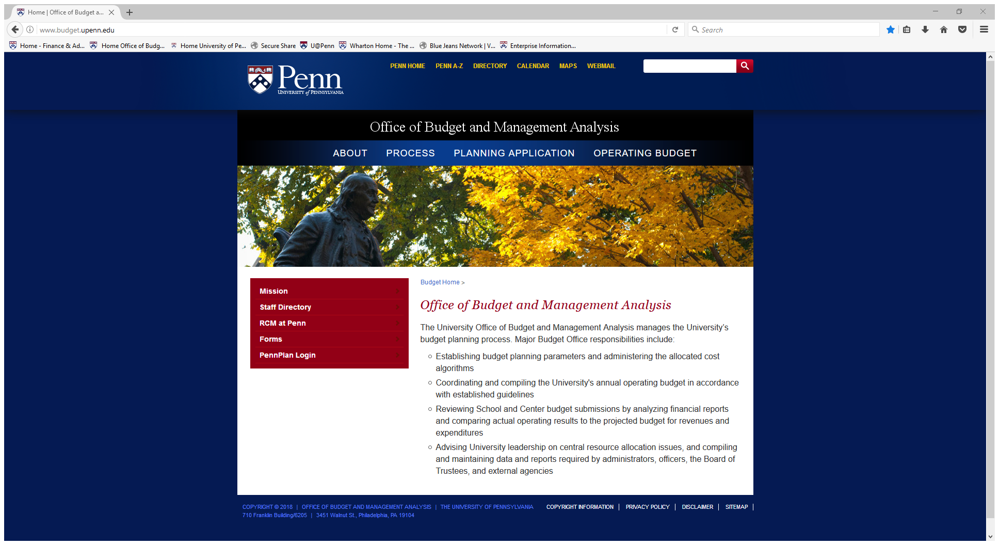 Home | Office of Budget a...
www.budget.upenn.edu
Search
Home - Finance & Ad... Home Office of Budg... Home University of Pe... Secure Share U@Penn Wharton Home - The ... Blue Jeans Network | V... Enterprise Information...
PENN HOME PENN A-Z DIRECTORY CALENDAR MAPS WEBMAIL
Penn
UNIVERSITY of PENNSYLVANIA
Office of Budget and Management Analysis
ABOUT PROCESS PLANNING APPLICATION OPERATING BUDGET
Mission
Staff Directory
RCM at Penn
Forms
PennPlan Login
Budget Home >
Office of Budget and Management Analysis
The University Office of Budget and Management Analysis manages the University’s
budget planning process. Major Budget Office responsibilities include:
Establishing budget planning parameters and administering the allocated cost
algorithms
Coordinating and compiling the University's annual operating budget in accordance
with established guidelines
Reviewing School and Center budget submissions by analyzing financial reports
and comparing actual operating results to the projected budget for revenues and
expenditures
Advising University leadership on central resource allocation issues, and compiling
and maintaining data and reports required by administrators, officers, the Board of
Trustees, and external agencies
COPYRIGHT © 2018 | OFFICE OF BUDGET AND MANAGEMENT ANALYSIS | THE UNIVERSITY OF PENNSYLVANIA COPYRIGHT INFORMATION | PRIVACY POLICY | DISCLAIMER | SITEMAP |
710 Franklin Building/6205 | 3451 Walnut St., Philadelphia, PA 19104